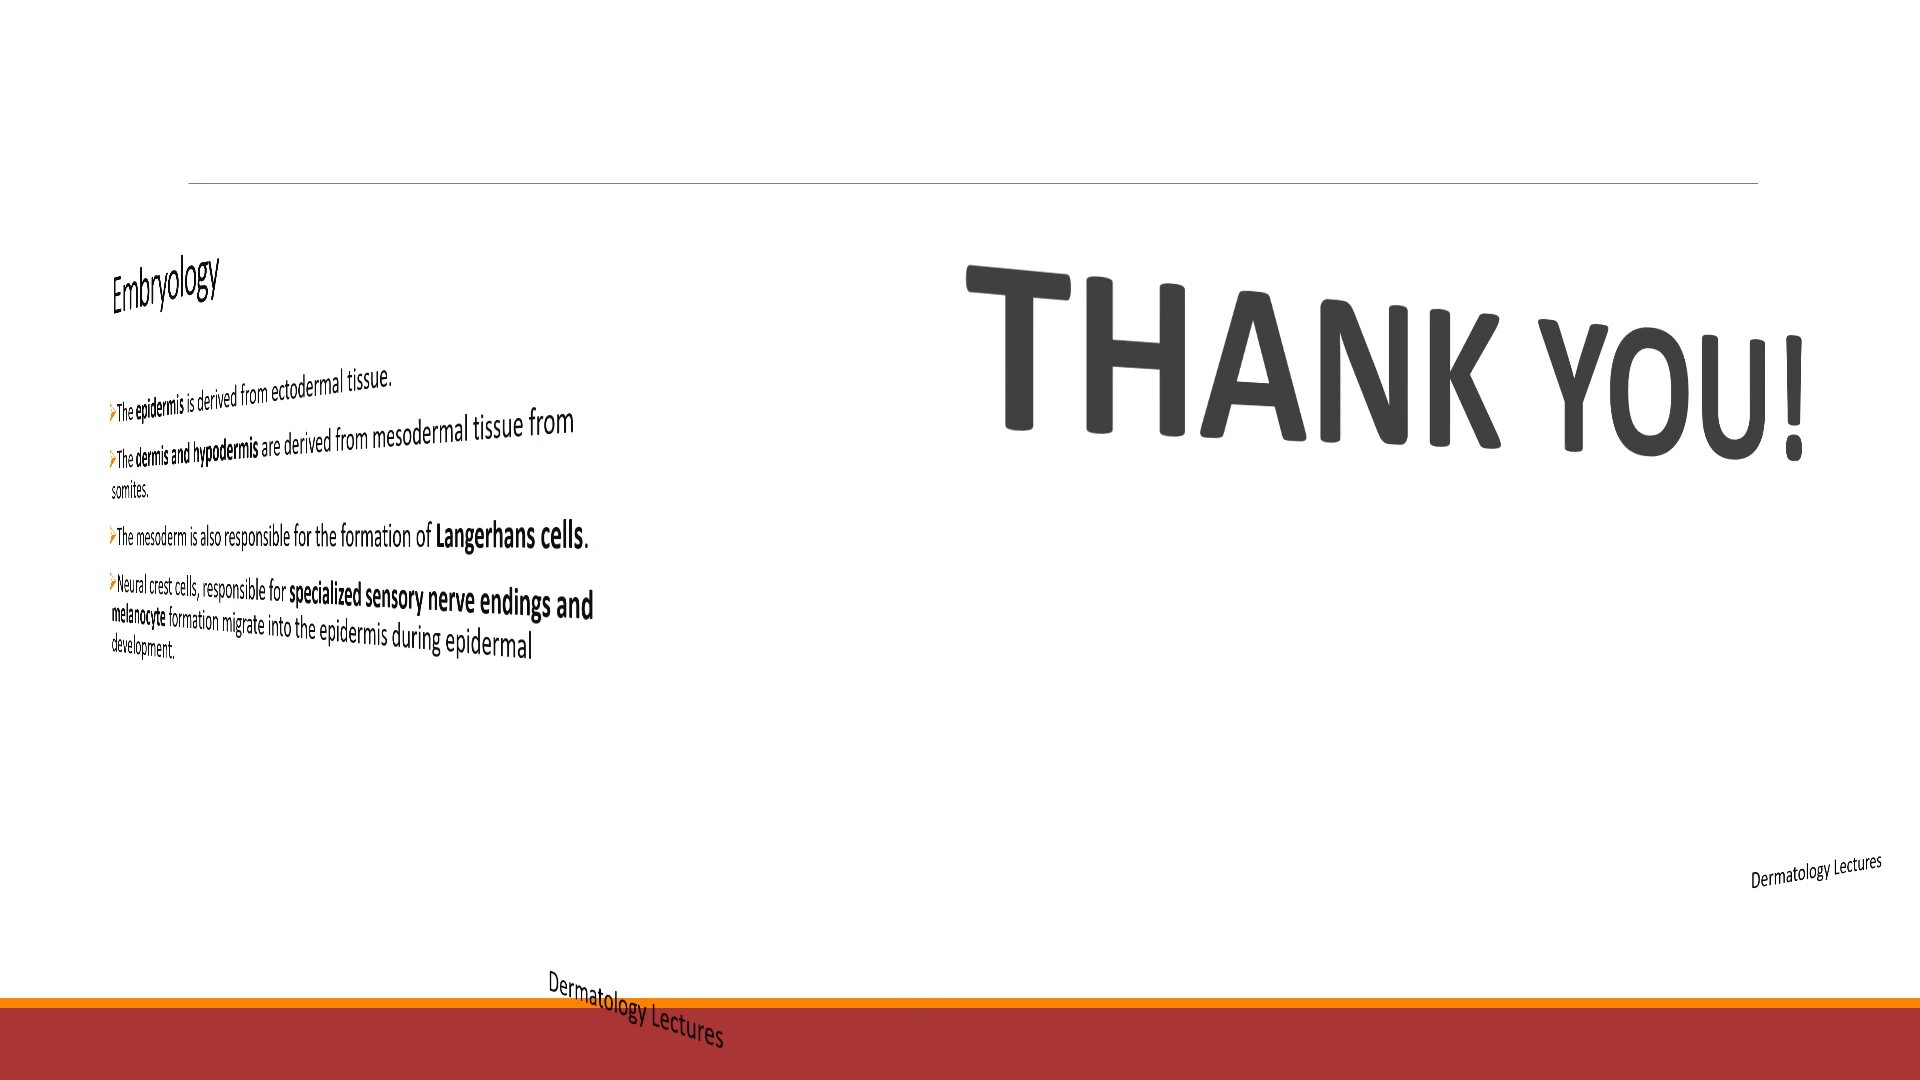 Embryology
➢The epidermis is derived from ectodermal tissue.
➢The dermis and hypodermis are derived from mesodermal tissue from
somites.
➢The mesoderm is also responsible for the formation of Langerhans cells.
➢Neural crest cells, responsible for specialized sensory nerve endings and
melanocyte formation migrate into the epidermis during epidermal
development.
THANK YOU!
Dermatology Lectures
Dermatology Lectures